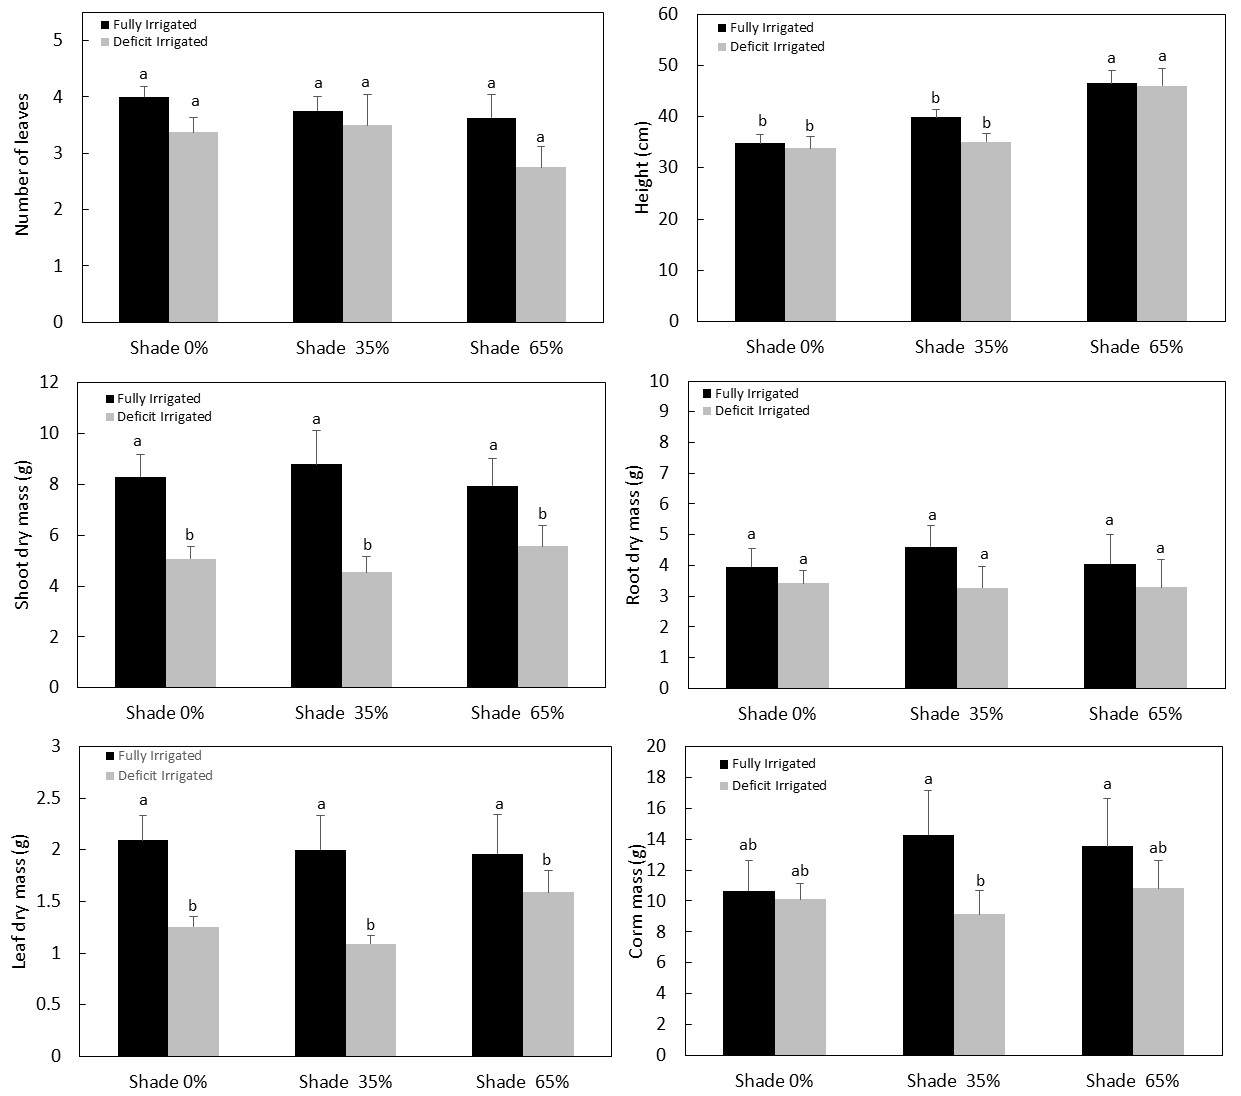 Number of leaves
5
4
3
2
1
0
Fully Irrigated
Deficit Irrigated
a
a
a
a
a
a
Shade 0%
Shade 35%
Shade 65%
Height (cm)
60
50
40
30
20
10
0
Fully Irrigated
Deficit Irrigated
b
b
b
b
a
a
Shade 0%
Shade 35%
Shade 65%
Shoot dry mass (g)
12
10
8
6
4
2
0
Fully Irrigated
Deficit Irrigated
a
b
a
b
a
b
Shade 0%
Shade 35%
Shade 65%
Root dry mass (g)
10
9
8
7
6
5
4
3
2
1
0
Fully Irrigated
Deficit Irrigated
a
a
a
a
a
a
Shade 0%
Shade 35%
Shade 65%
Leaf dry mass (g)
3
2.5
2
1.5
1
0.5
0
Fully Irrigated
Deficit Irrigated
a
b
a
b
a
b
Shade 0%
Shade 35%
Shade 65%
Corm mass (g)
20
18
16
14
12
10
8
6
4
2
0
Fully Irrigated
Deficit Irrigated
ab
ab
a
b
a
ab
Shade 0%
Shade 35%
Shade 65%